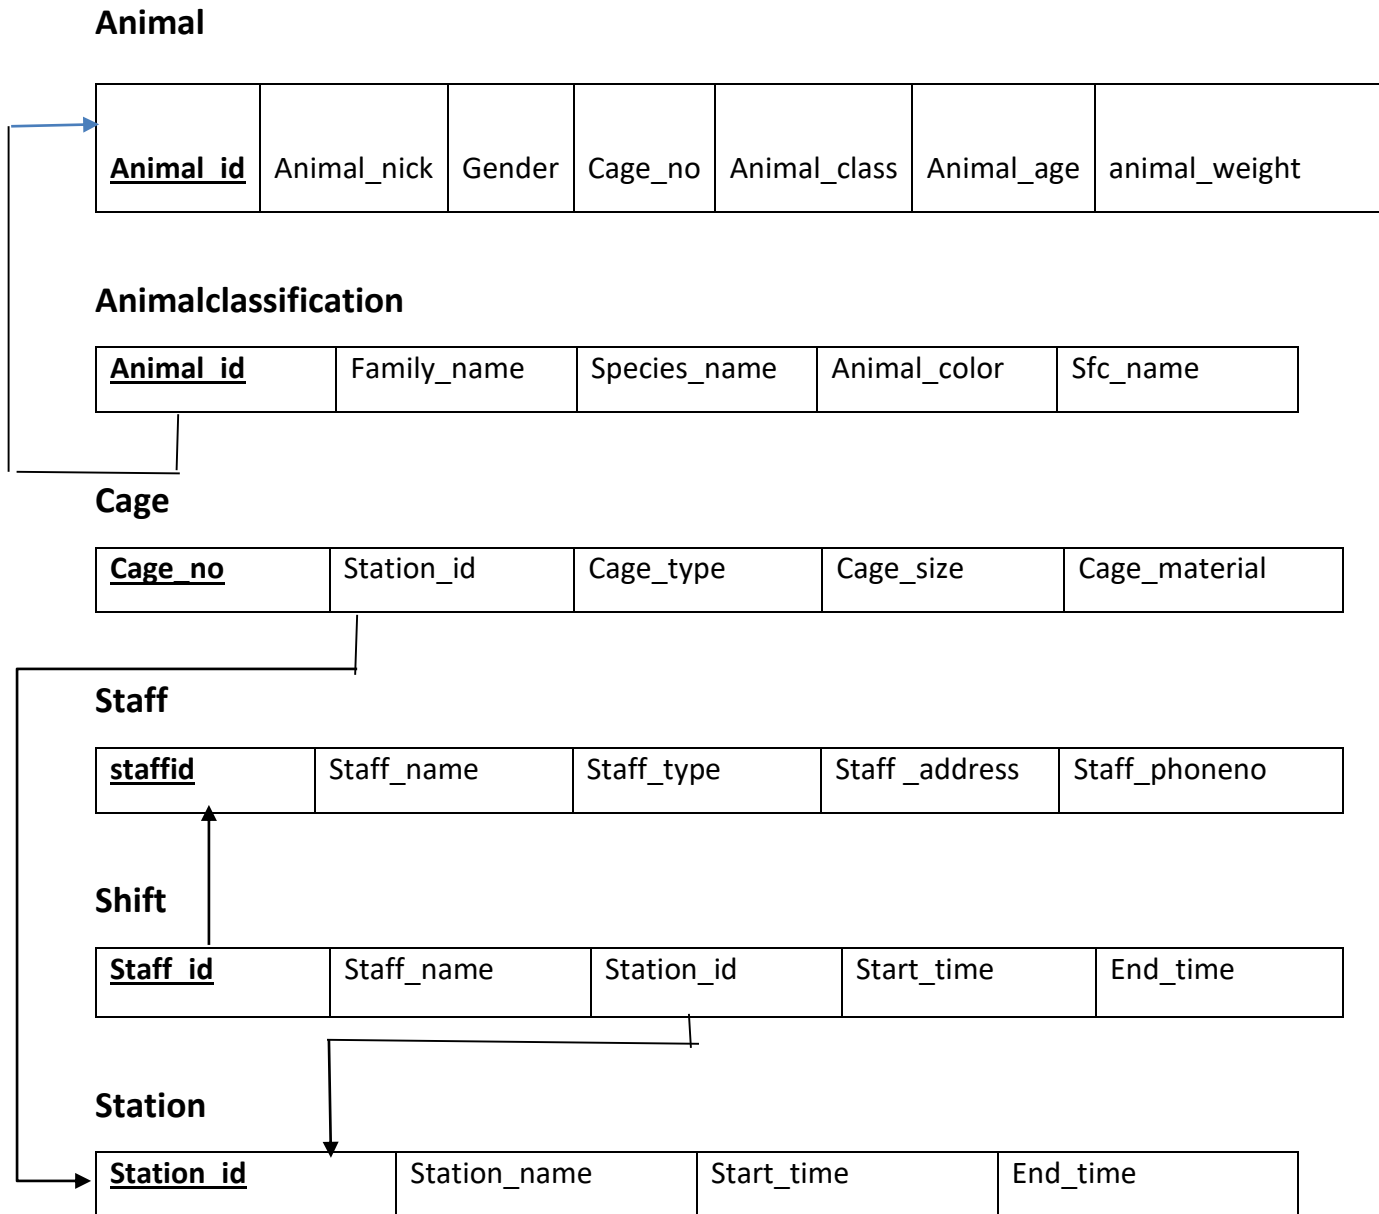 Animal
Animal_id Animal_nick Gender Cage_no Animal_class Animal_age animal_weight
Animalclassification
Animal_id Family_name Species_name Animal_color Sfc_name
Cage
Cage_no Station_id Cage_type Cage_size Cage_material
Staff
staffid Staff_name Staff_type Staff _address Staff_phoneno
Shift
Staff_id Staff_name Station_id Start_time End_time
Station
Station_id Station_name Start_time End_time